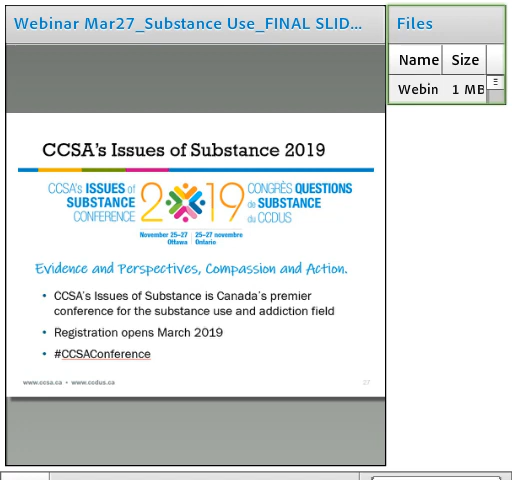 Webinar Mar27_Substance Use_FINAL SLID...
Files
Name Size
Webin 1 MB
CCSA's Issues of Substance 2019
CCSA's ISSUES of
SUBSTANCE
CONFERENCE
2019
CONGRÈS QUESTIONS
de SUBSTANCE
du CCDUS
November 25–27
Ottawa
25–27 novembre
Ontario
Evidence and Perspectives, Compassion and Action.
• CCSA's Issues of Substance is Canada's premier
conference for the substance use and addiction field
• Registration opens March 2019
• #CCSAConference
www.ccsa.ca • www.ccdus.ca
27